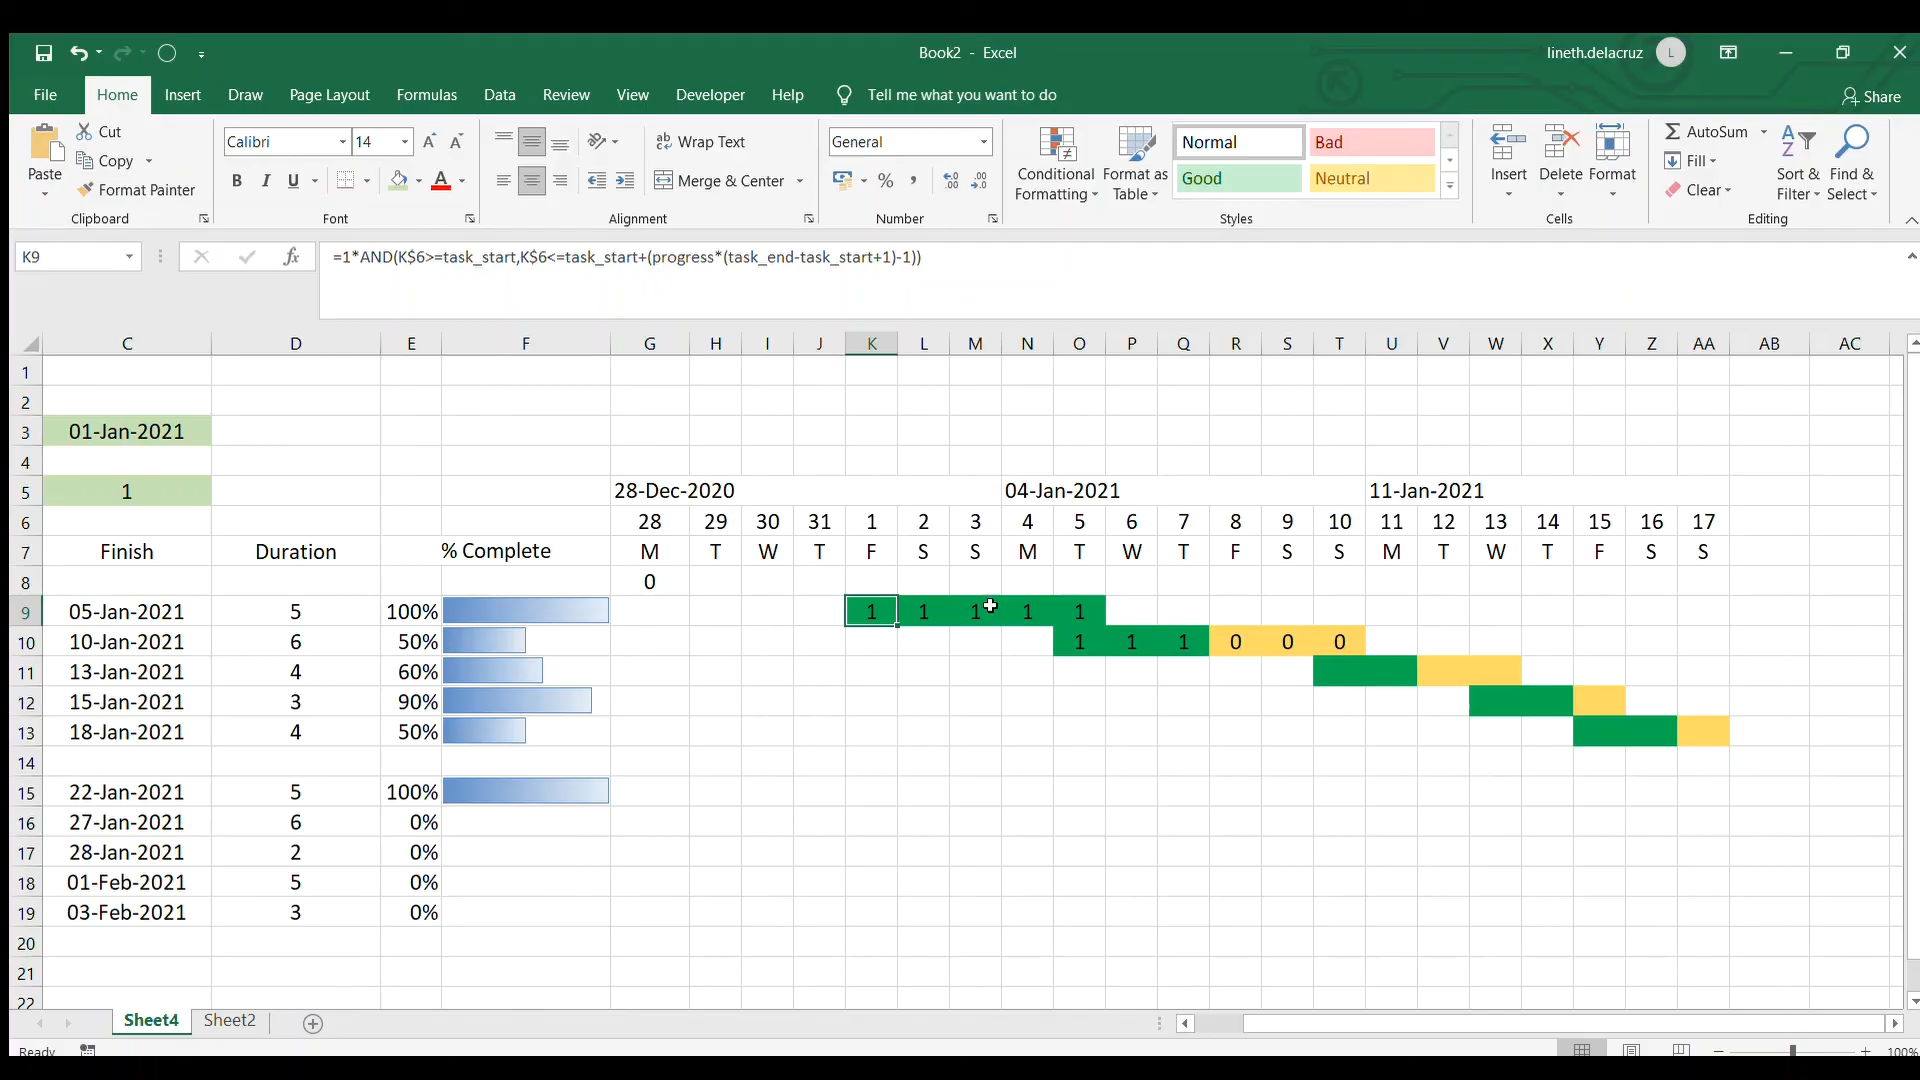 Book2 - Excel
lineth.delacruz L
File Home Insert Draw Page Layout Formulas Data Review View Developer Help Tell me what you want to do Share
Paste Cut Copy Format Painter Clipboard
Calibri 14 A A B I U A Font
ab Wrap Text Merge & Center Alignment
General % , Number
Conditional Formatting Format as Table Normal Bad Good Neutral Styles
Insert Delete Format Cells
AutoSum Fill Clear Sort & Filter Find & Select Editing
K9 fx =1*AND(K$6>=task_start,K$6<=task_start+(progress*(task_end-task_start+1)-1))
C D E F G H I J K L M N O P Q R S T U V W X Y Z AA AB AC
1
2
3 01-Jan-2021
4
5 1 28-Dec-2020 04-Jan-2021 11-Jan-2021
6 28 29 30 31 1 2 3 4 5 6 7 8 9 10 11 12 13 14 15 16 17
7 Finish Duration % Complete M T W T F S S M T W T F S S M T W T F S S
8 0
9 05-Jan-2021 5 100% 1 1 1 1 1
10 10-Jan-2021 6 50% 1 1 1 0 0 0
11 13-Jan-2021 4 60%
12 15-Jan-2021 3 90%
13 18-Jan-2021 4 50%
14
15 22-Jan-2021 5 100%
16 27-Jan-2021 6 0%
17 28-Jan-2021 2 0%
18 01-Feb-2021 5 0%
19 03-Feb-2021 3 0%
20
21
22
Sheet4 Sheet2
Ready 100%